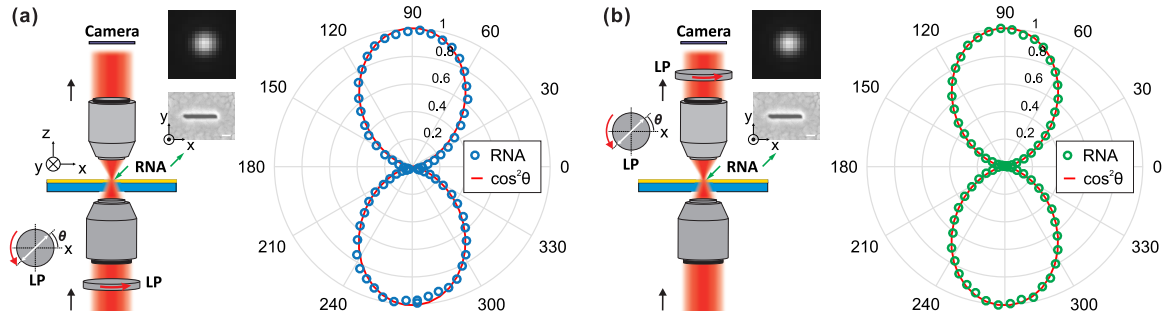 (a)
Camera
z
y
x
y
x
RNA
θ
x
LP
LP
90
120
60
150
30
180
0
210
330
240
300
1
0.8
0.6
0.4
0.2
RNA
cos²θ
(b)
Camera
LP
θ
x
LP
y
x
RNA
90
120
60
150
30
180
0
210
330
240
300
1
0.8
0.6
0.4
0.2
RNA
cos²θ